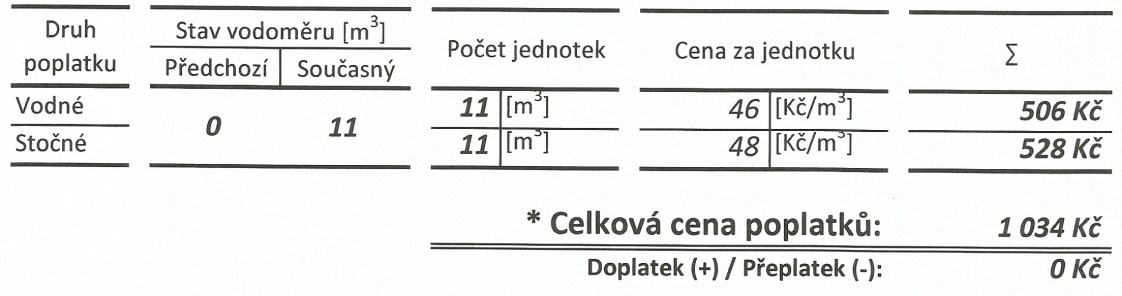 Druh poplatku | Stav vodoměru [m³] | Počet jednotek | Cena za jednotku | ∑
Předchozí | Současný
Vodné | 0 | 11 | 11 [m³] | 46 [Kč/m³] | 506 Kč
Stočné | 11 [m³] | 48 [Kč/m³] | 528 Kč
* Celková cena poplatků: 1 034 Kč
Doplatek (+) / Přeplatek (-): 0 Kč